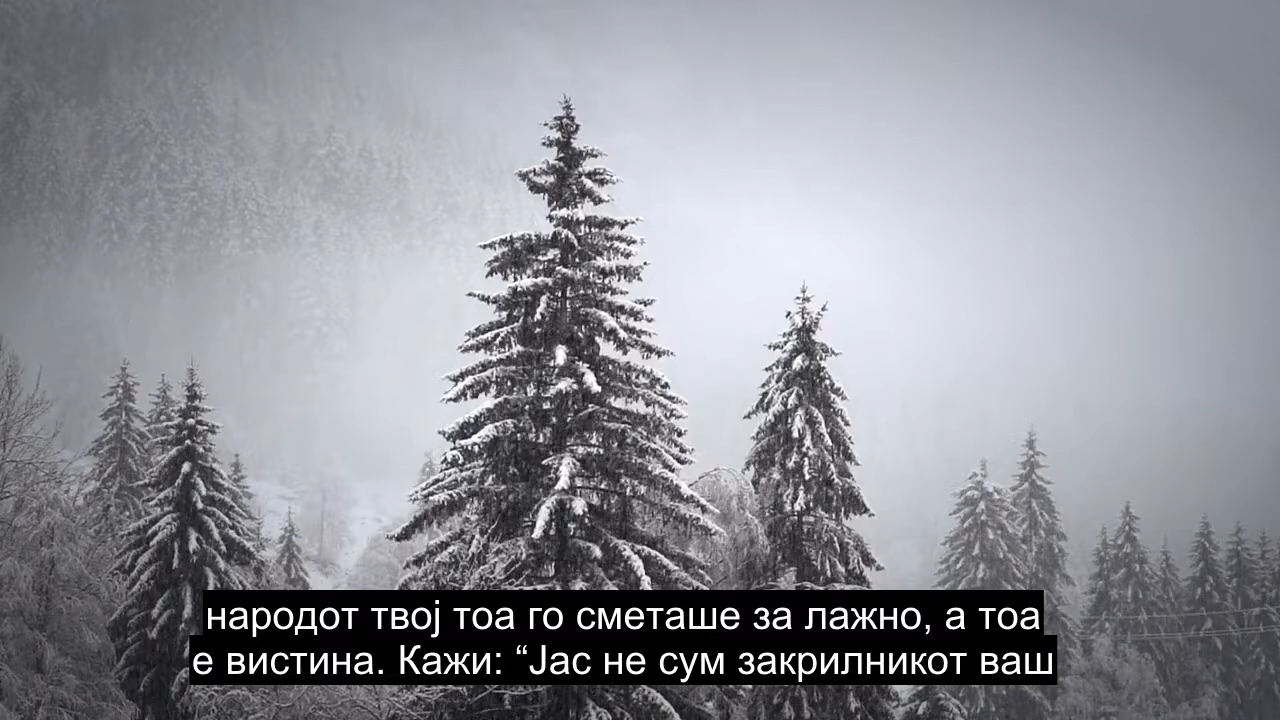 народот твој тоа го сметаше за лажно, а тоа
е вистина. Кажи: “Јас не сум закрилникот ваш